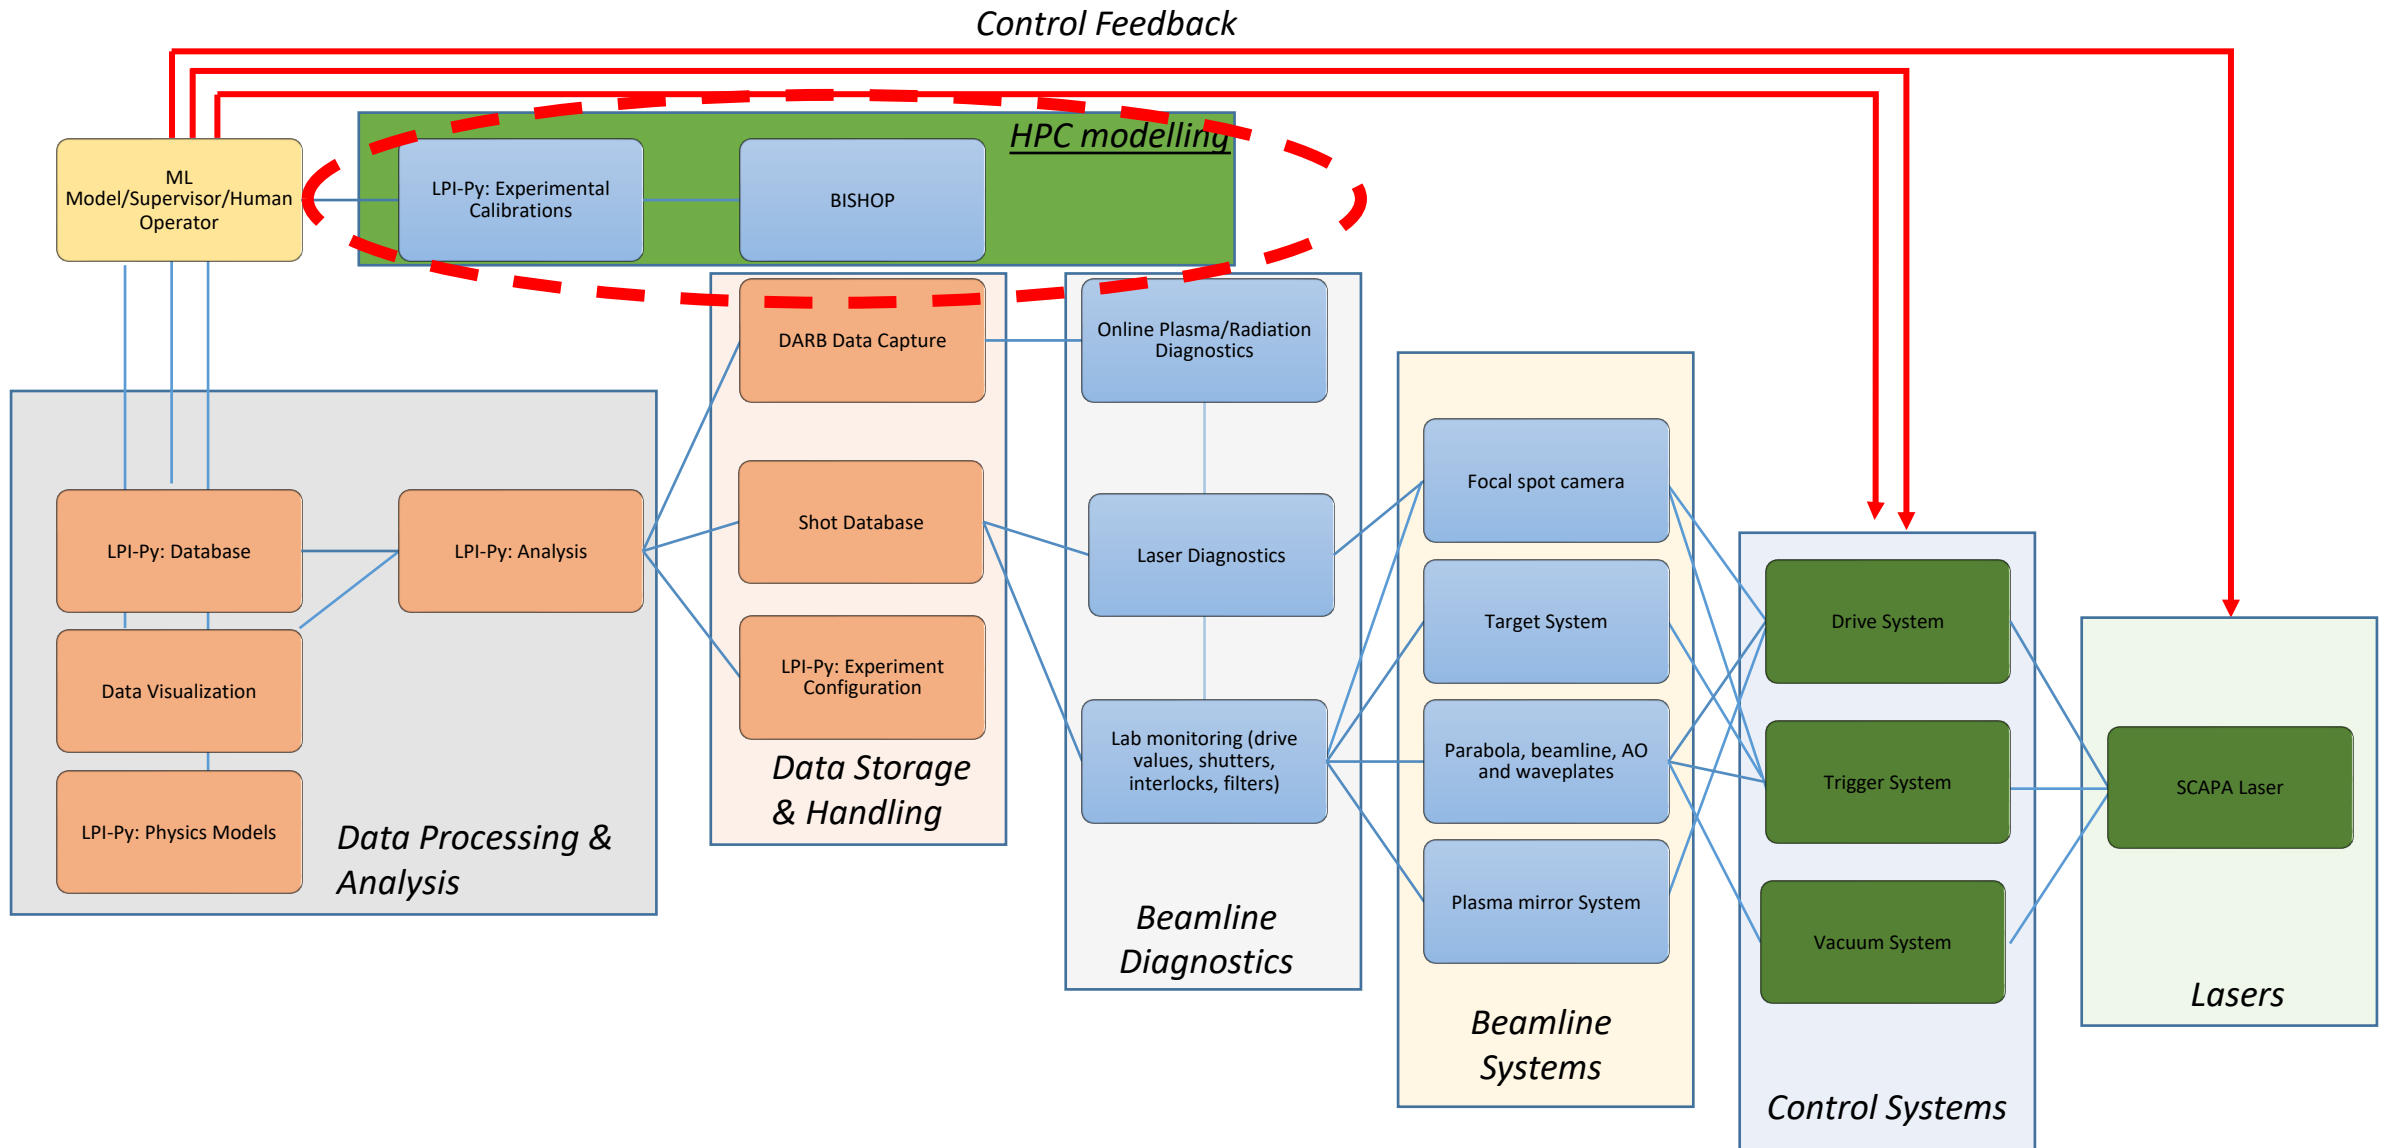 Control Feedback
HPC modelling
ML
Model/Supervisor/Human
Operator
LPI-Py: Experimental
Calibrations
BISHOP
DARB Data Capture
Online Plasma/Radiation
Diagnostics
Focal spot camera
Shot Database
LPI-Py: Database
LPI-Py: Analysis
Laser Diagnostics
Target System
Drive System
LPI-Py: Experiment
Configuration
Data Visualization
Lab monitoring (drive
values, shutters,
interlocks, filters)
Parabola, beamline, AO
and waveplates
Trigger System
SCAPA Laser
Data Storage
& Handling
LPI-Py: Physics Models
Data Processing &
Analysis
Plasma mirror System
Beamline
Diagnostics
Vacuum System
Lasers
Beamline
Systems
Control Systems